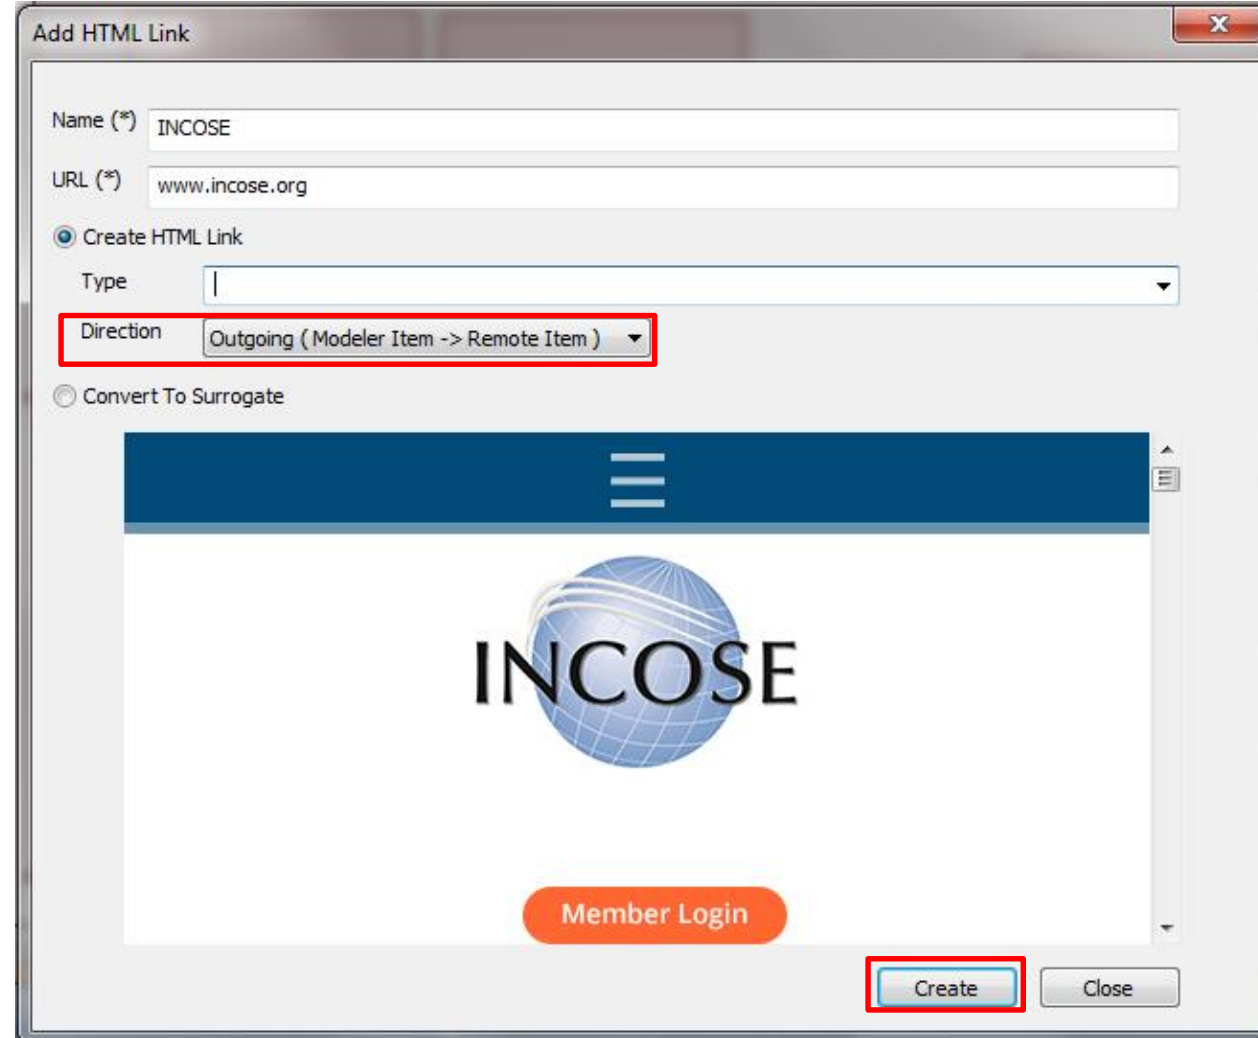 Add HTML Link
x
Name (*) INCOSE
URL (*) www.incose.org
Create HTML Link
Type
Direction Outgoing ( Modeler Item -> Remote Item )
Convert To Surrogate
INCOSE
Member Login
Create Close